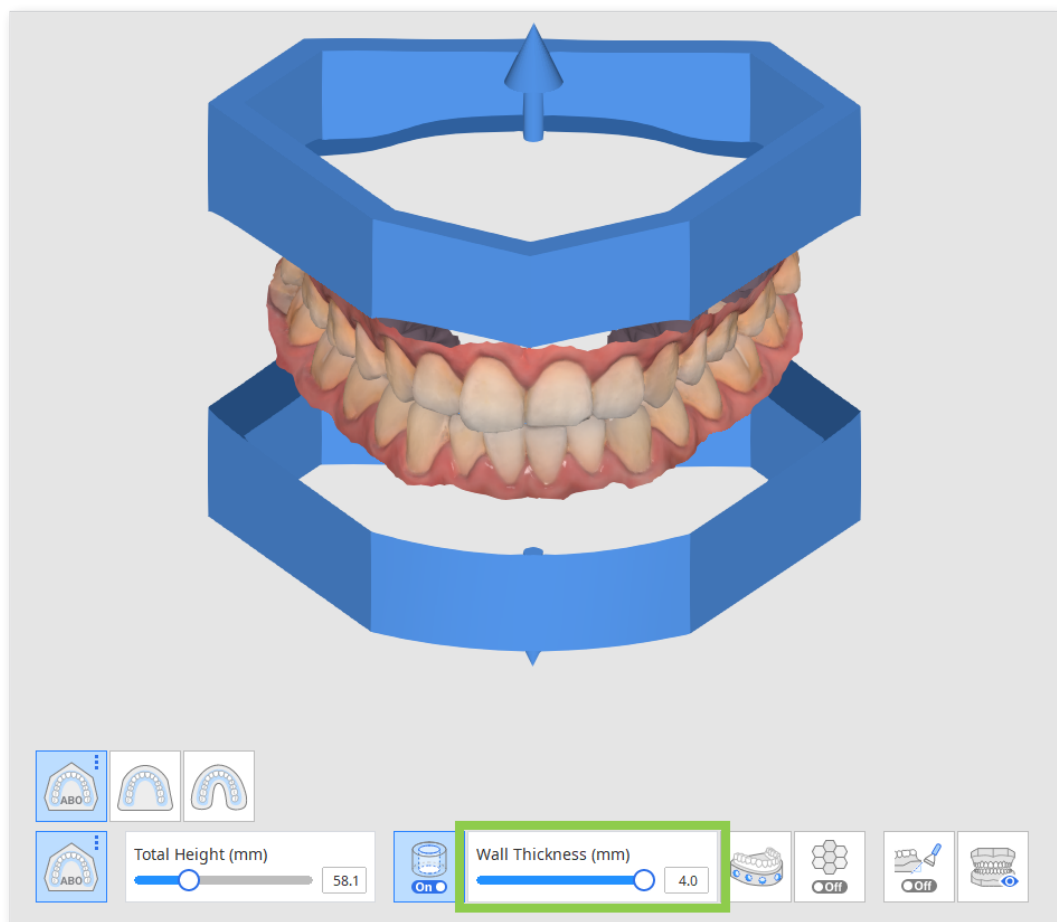 ABO
ABO
Total Height (mm)
58.1
On
Wall Thickness (mm)
4.0
Off
Off